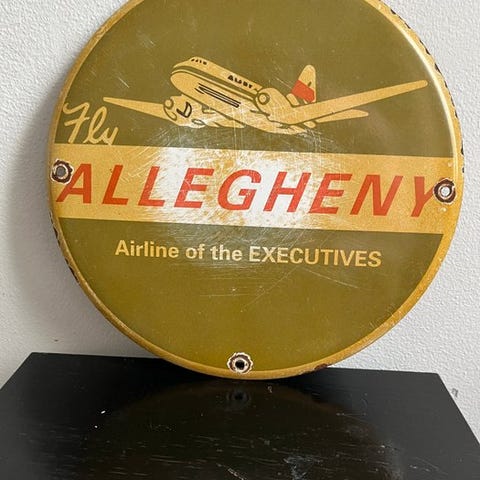 Fly
ALLEGHENY
Airline of the EXECUTIVES